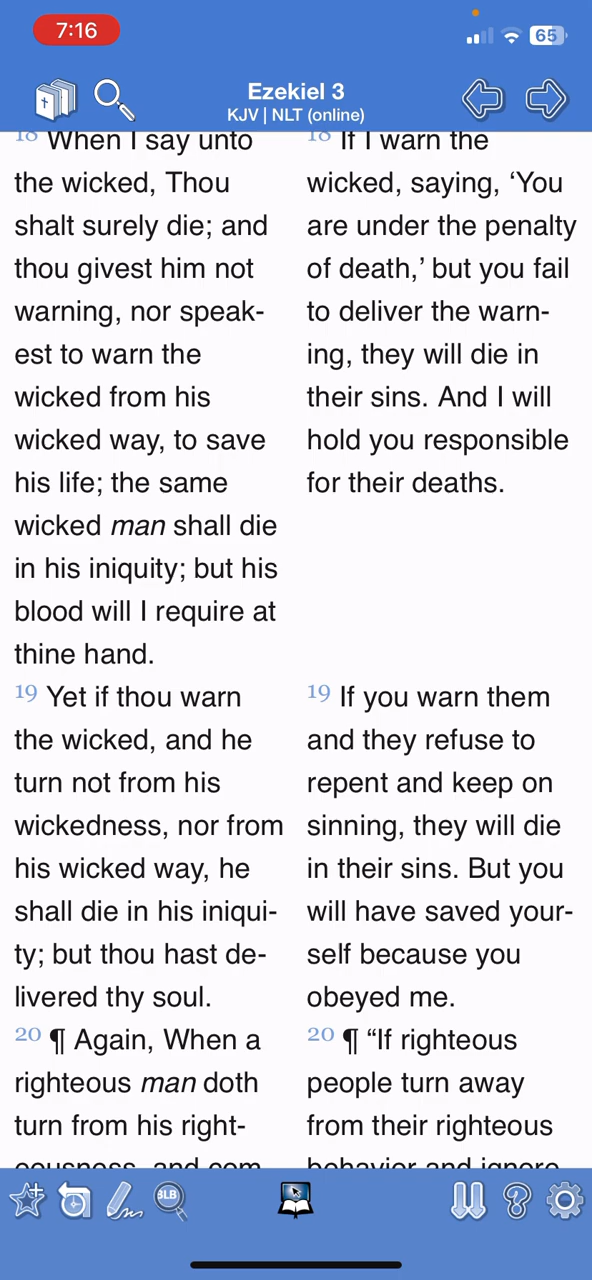 7:16
65
Ezekiel 3
KJV | NLT (online)
18 When I say unto
the wicked, Thou
shalt surely die; and
thou givest him not
warning, nor speak-
est to warn the
wicked from his
wicked way, to save
his life; the same
wicked man shall die
in his iniquity; but his
blood will I require at
thine hand.
19 Yet if thou warn
the wicked, and he
turn not from his
wickedness, nor from
his wicked way, he
shall die in his iniqui-
ty; but thou hast de-
livered thy soul.
20 ¶ Again, When a
righteous man doth
turn from his right-
eousness, and com
18 If I warn the
wicked, saying, ‘You
are under the penalty
of death,’ but you fail
to deliver the warn-
ing, they will die in
their sins. And I will
hold you responsible
for their deaths.
19 If you warn them
and they refuse to
repent and keep on
sinning, they will die
in their sins. But you
will have saved your-
self because you
obeyed me.
20 ¶ “If righteous
people turn away
from their righteous
behavior and ignore
BLB